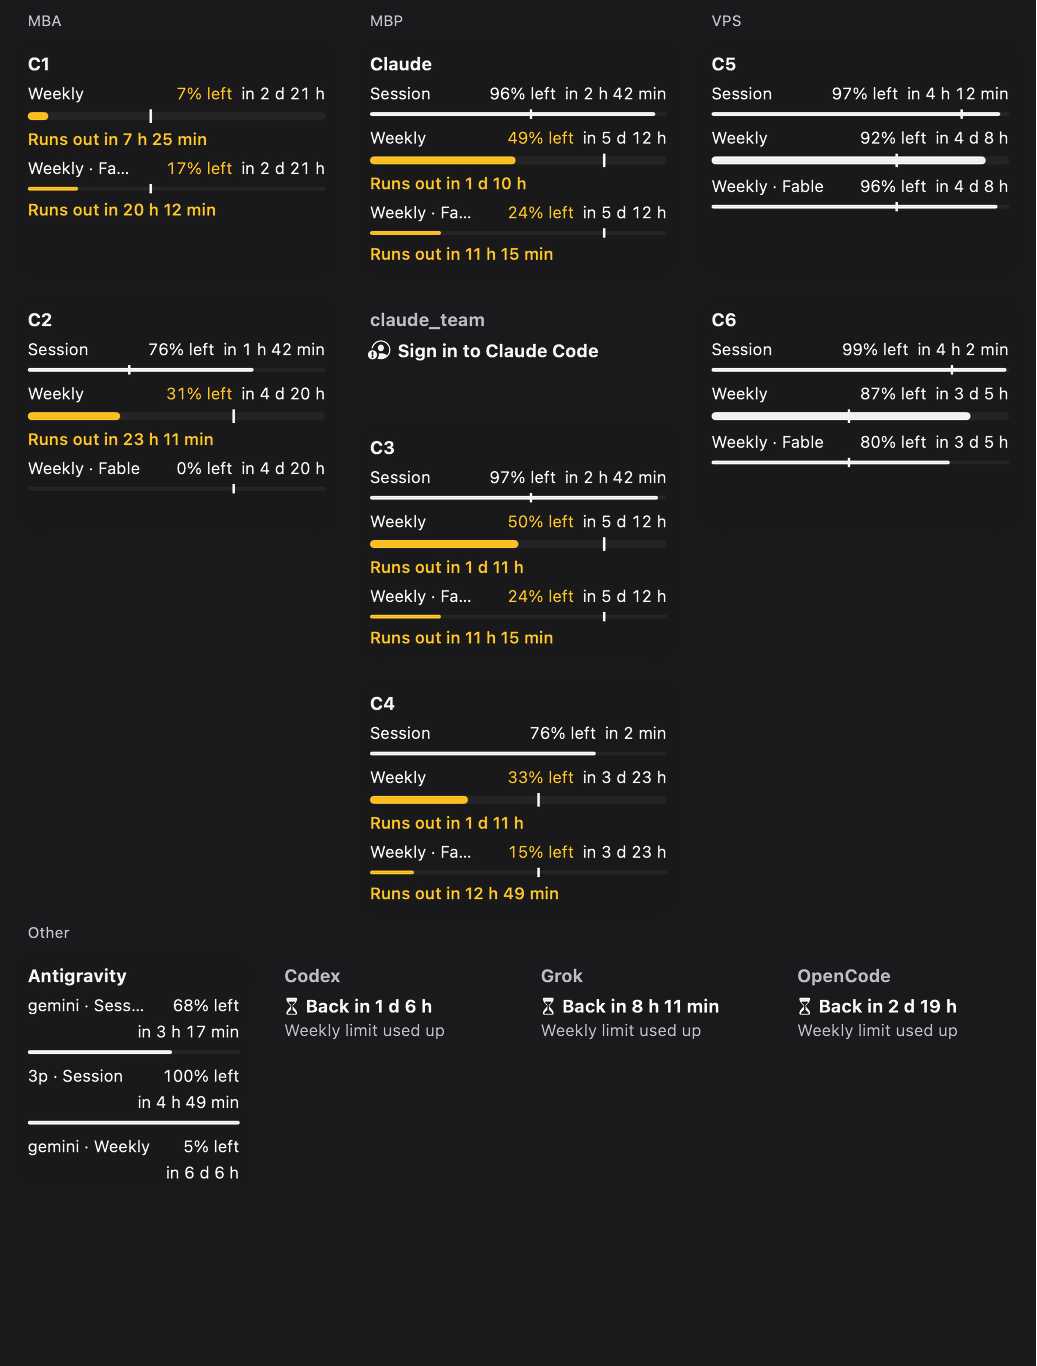 MBA
C1
Weekly 7% left in 2 d 21 h
Runs out in 7 h 25 min
Weekly · Fa... 17% left in 2 d 21 h
Runs out in 20 h 12 min
C2
Session 76% left in 1 h 42 min
Weekly 31% left in 4 d 20 h
Runs out in 23 h 11 min
Weekly · Fable 0% left in 4 d 20 h
MBP
Claude
Session 96% left in 2 h 42 min
Weekly 49% left in 5 d 12 h
Runs out in 1 d 10 h
Weekly · Fa... 24% left in 5 d 12 h
Runs out in 11 h 15 min
claude_team
Sign in to Claude Code
C3
Session 97% left in 2 h 42 min
Weekly 50% left in 5 d 12 h
Runs out in 1 d 11 h
Weekly · Fa... 24% left in 5 d 12 h
Runs out in 11 h 15 min
C4
Session 76% left in 2 min
Weekly 33% left in 3 d 23 h
Runs out in 1 d 11 h
Weekly · Fa... 15% left in 3 d 23 h
Runs out in 12 h 49 min
VPS
C5
Session 97% left in 4 h 12 min
Weekly 92% left in 4 d 8 h
Weekly · Fable 96% left in 4 d 8 h
C6
Session 99% left in 4 h 2 min
Weekly 87% left in 3 d 5 h
Weekly · Fable 80% left in 3 d 5 h
Other
Antigravity
gemini · Sess... 68% left
in 3 h 17 min
3p · Session 100% left
in 4 h 49 min
gemini · Weekly 5% left
in 6 d 6 h
Codex
Back in 1 d 6 h
Weekly limit used up
Grok
Back in 8 h 11 min
Weekly limit used up
OpenCode
Back in 2 d 19 h
Weekly limit used up